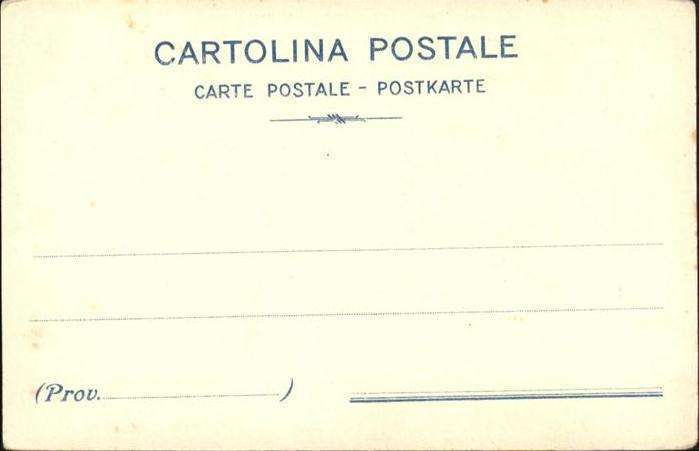 CARTOLINA POSTALE
CARTE POSTALE - POSTKARTE
(Prov. )